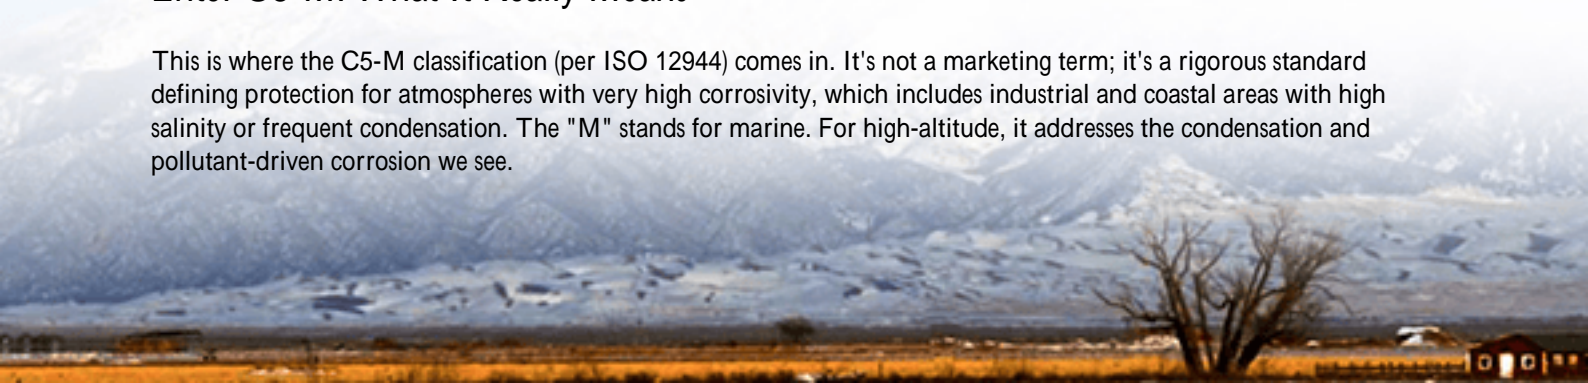 This is where the C5-M classification (per ISO 12944) comes in. It's not a marketing term; it's a rigorous standard
defining protection for atmospheres with very high corrosivity, which includes industrial and coastal areas with high
salinity or frequent condensation. The "M" stands for marine. For high-altitude, it addresses the condensation and
pollutant-driven corrosion we see.